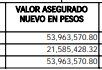 VALOR ASEGURADO
NUEVO EN PESOS
53,963,570.80
21,585,428.32
53,963,570.80